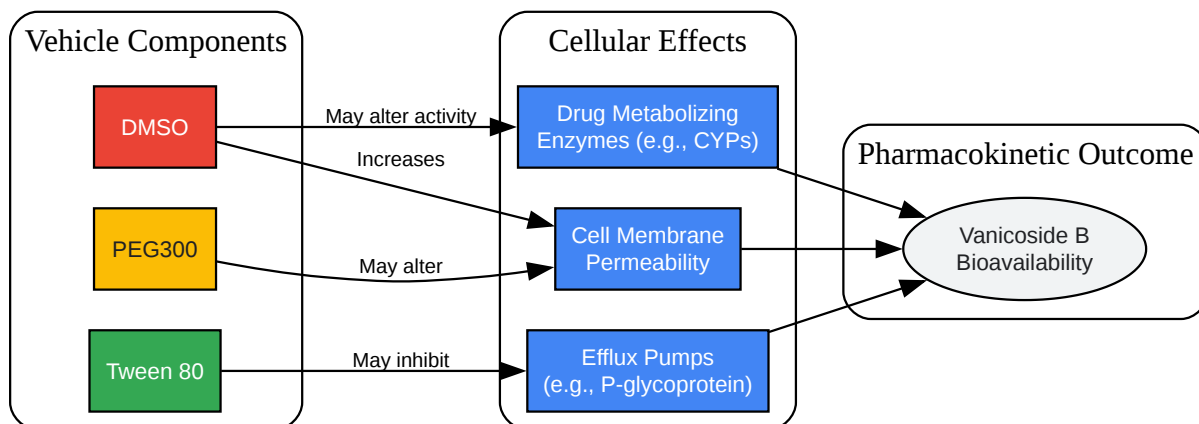 Vehicle Components
DMSO
PEG300
Tween 80
May alter activity
Increases
May alter
May inhibit
Cellular Effects
Drug Metabolizing
Enzymes (e.g., CYPs)
Cell Membrane
Permeability
Efflux Pumps
(e.g., P-glycoprotein)
Pharmacokinetic Outcome
Vanicoside B
Bioavailability